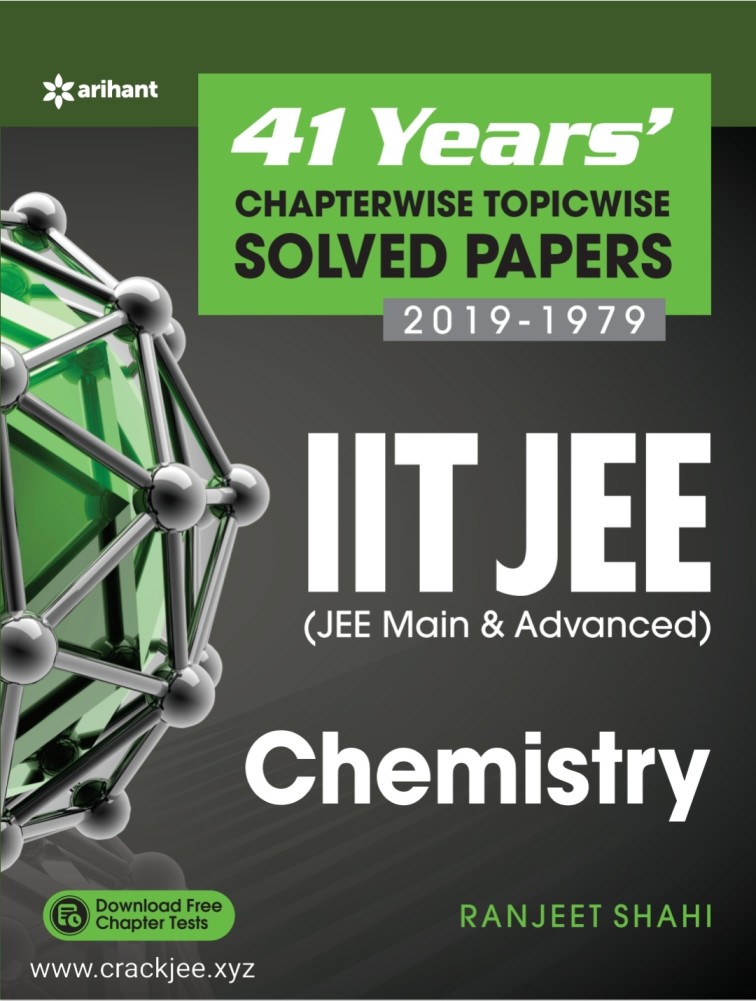 arihant
41 Years’
CHAPTERWISE TOPICWISE
SOLVED PAPERS
2019-1979
IIT JEE
(JEE Main & Advanced)
Chemistry
Download Free
Chapter Tests
RANJEET SHAHI
www.crackjee.xyz